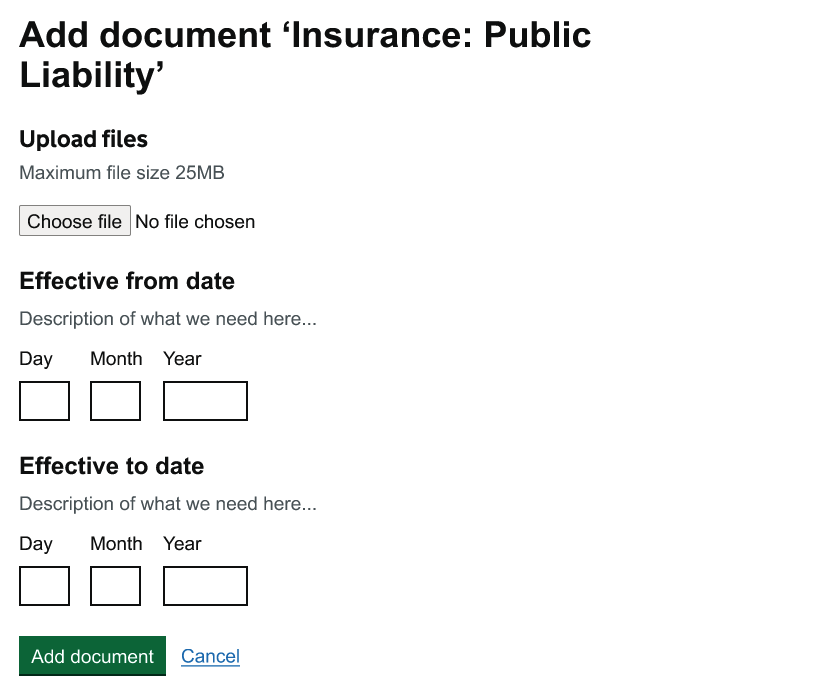 Add document ‘Insurance: Public
Liability’
Upload files
Maximum file size 25MB
Choose file No file chosen
Effective from date
Description of what we need here...
Day Month Year
Effective to date
Description of what we need here...
Day Month Year
Add document Cancel